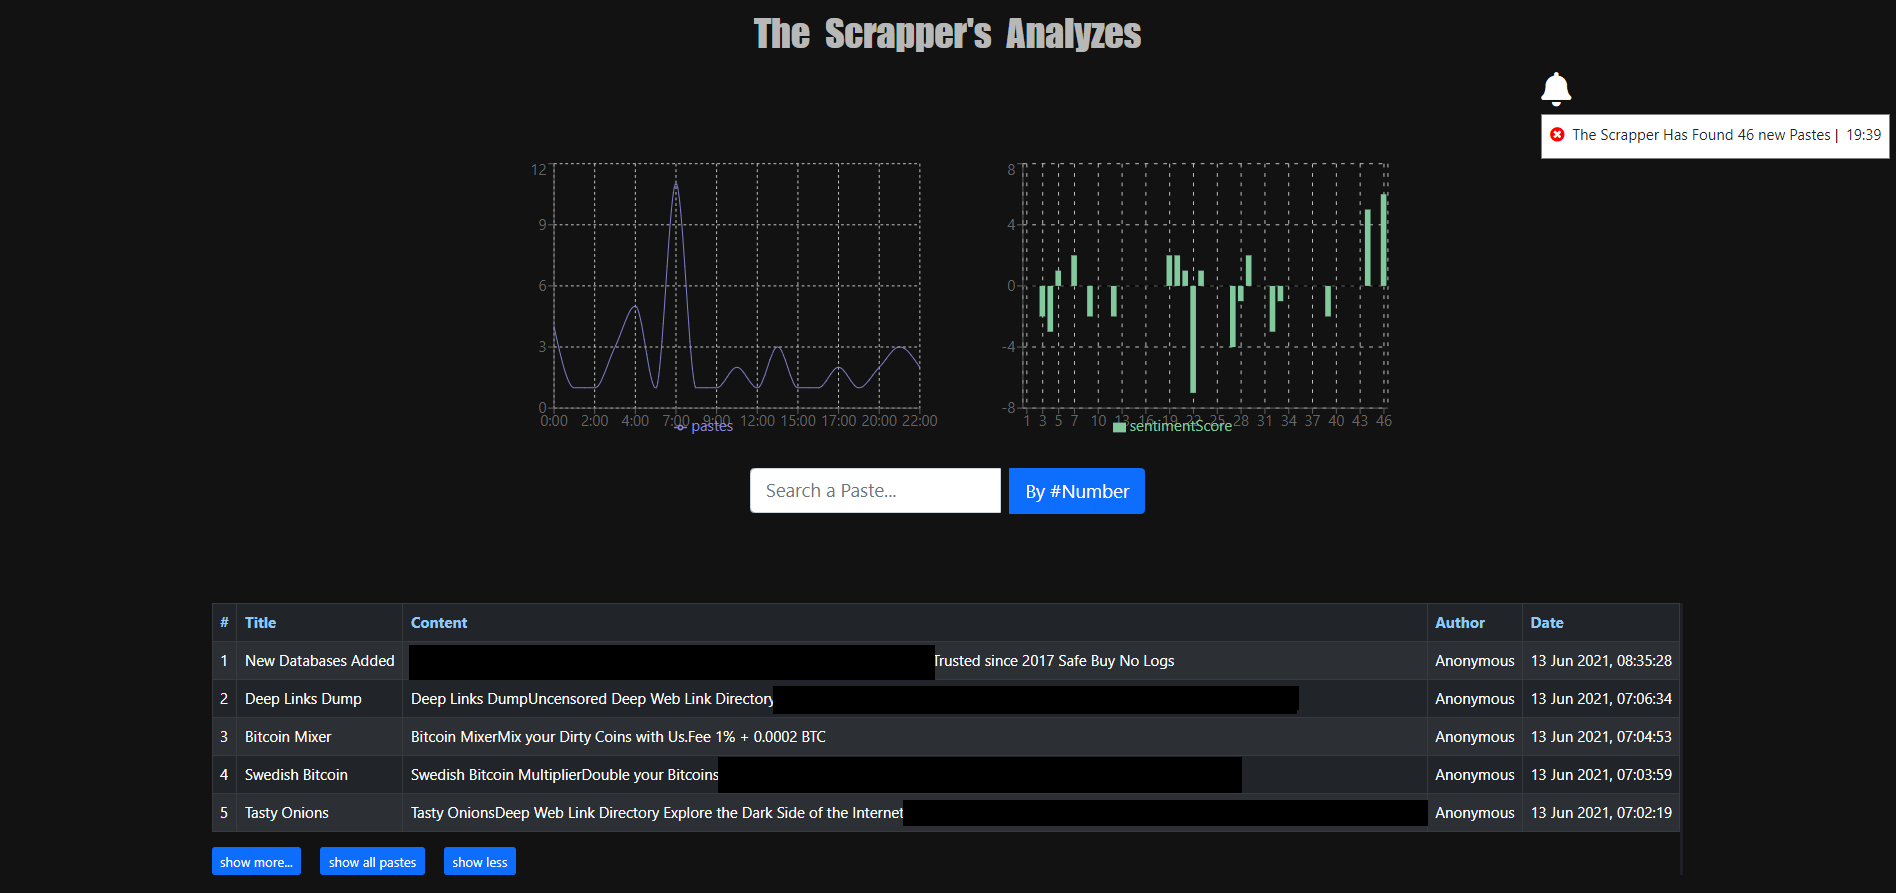 The Scrapper's Analyzes
The Scrapper Has Found 46 new Pastes | 19:39
12
9
6
3
0
0:00 2:00 4:00 7:00 9:00 12:00 15:00 17:00 20:00 22:00
pastes
8
4
0
-4
-8
1 3 5 7 10 13 16 19 22 25 28 31 34 37 40 43 46
sentimentScore
Search a Paste... By #Number
# Title Content Author Date
1 New Databases Added Trusted since 2017 Safe Buy No Logs Anonymous 13 Jun 2021, 08:35:28
2 Deep Links Dump Deep Links DumpUncensored Deep Web Link Directory Anonymous 13 Jun 2021, 07:06:34
3 Bitcoin Mixer Bitcoin MixerMix your Dirty Coins with Us.Fee 1% + 0.0002 BTC Anonymous 13 Jun 2021, 07:04:53
4 Swedish Bitcoin Swedish Bitcoin MultiplierDouble your Bitcoins Anonymous 13 Jun 2021, 07:03:59
5 Tasty Onions Tasty OnionsDeep Web Link Directory Explore the Dark Side of the Internet Anonymous 13 Jun 2021, 07:02:19
show more... show all pastes show less